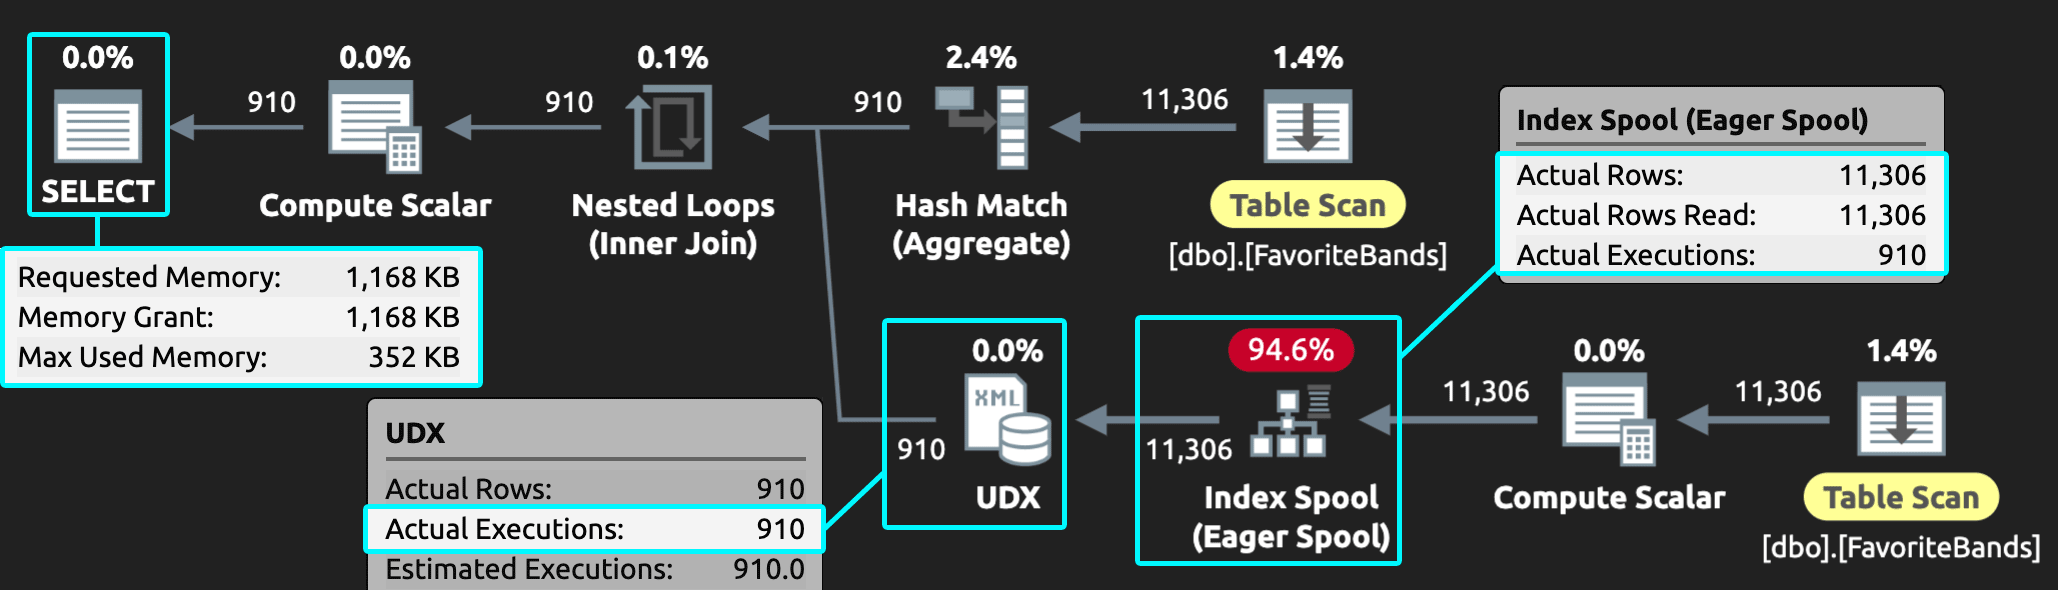 0.0%
SELECT
910
0.0%
Compute Scalar
910
0.1%
Nested Loops
(Inner Join)
910
2.4%
Hash Match
(Aggregate)
11,306
1.4%
Table Scan
[dbo].[FavoriteBands]
Index Spool (Eager Spool)
Actual Rows: 11,306
Actual Rows Read: 11,306
Actual Executions: 910
Requested Memory: 1,168 KB
Memory Grant: 1,168 KB
Max Used Memory: 352 KB
UDX
Actual Rows: 910
Actual Executions: 910
Estimated Executions: 910.0
910
0.0%
XML
UDX
11,306
94.6%
Index Spool
(Eager Spool)
11,306
0.0%
Compute Scalar
11,306
1.4%
Table Scan
[dbo].[FavoriteBands]